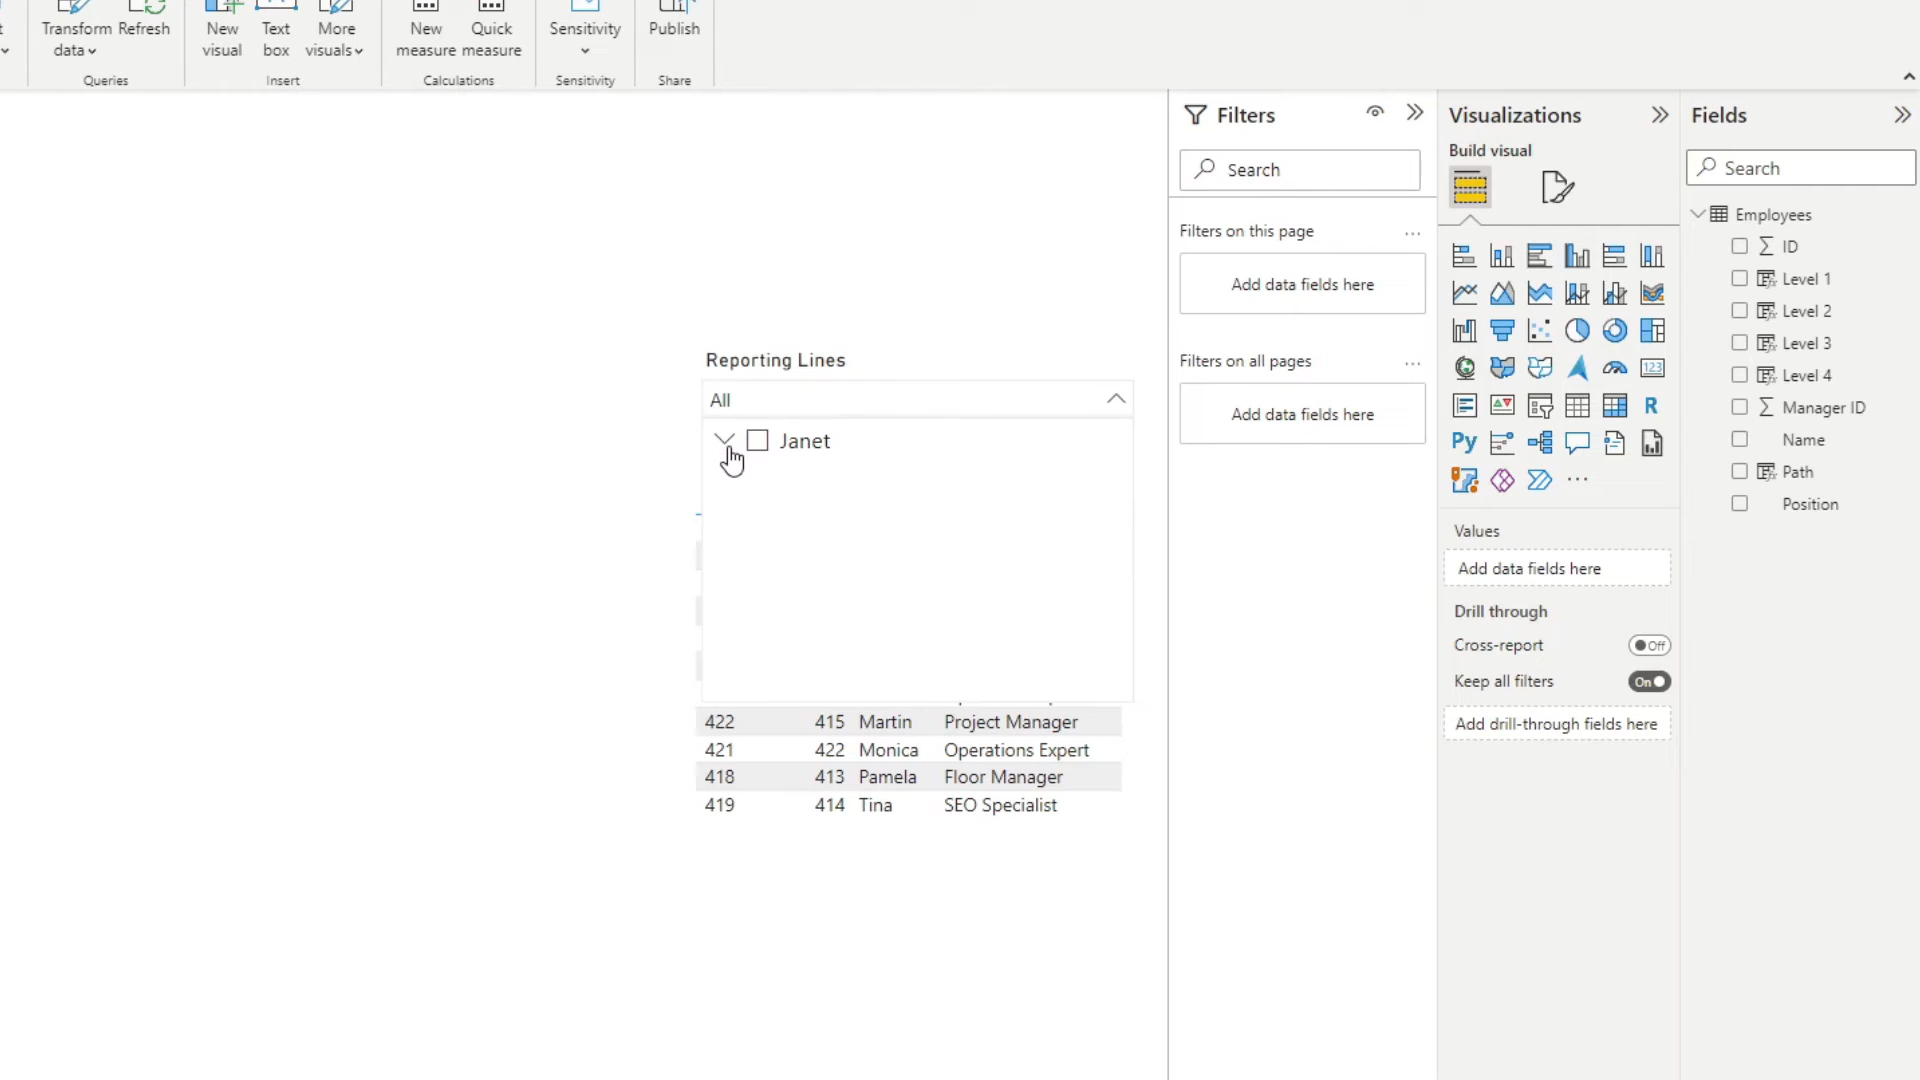 Transform Refresh
data
Queries
New Text More
visual box visuals
Insert
New Quick
measure measure
Calculations
Sensitivity
Sensitivity
Publish
Share
Filters
Search
Filters on this page
...
Add data fields here
Filters on all pages
...
Add data fields here
Visualizations
Build visual
123
R
Py
...
Values
Add data fields here
Drill through
Cross-report Off
Keep all filters On
Add drill-through fields here
Fields
Search
Employees
ID
Level 1
Level 2
Level 3
Level 4
Manager ID
Name
Path
Position
Reporting Lines
All
Janet
422 415 Martin Project Manager
421 422 Monica Operations Expert
418 413 Pamela Floor Manager
419 414 Tina SEO Specialist